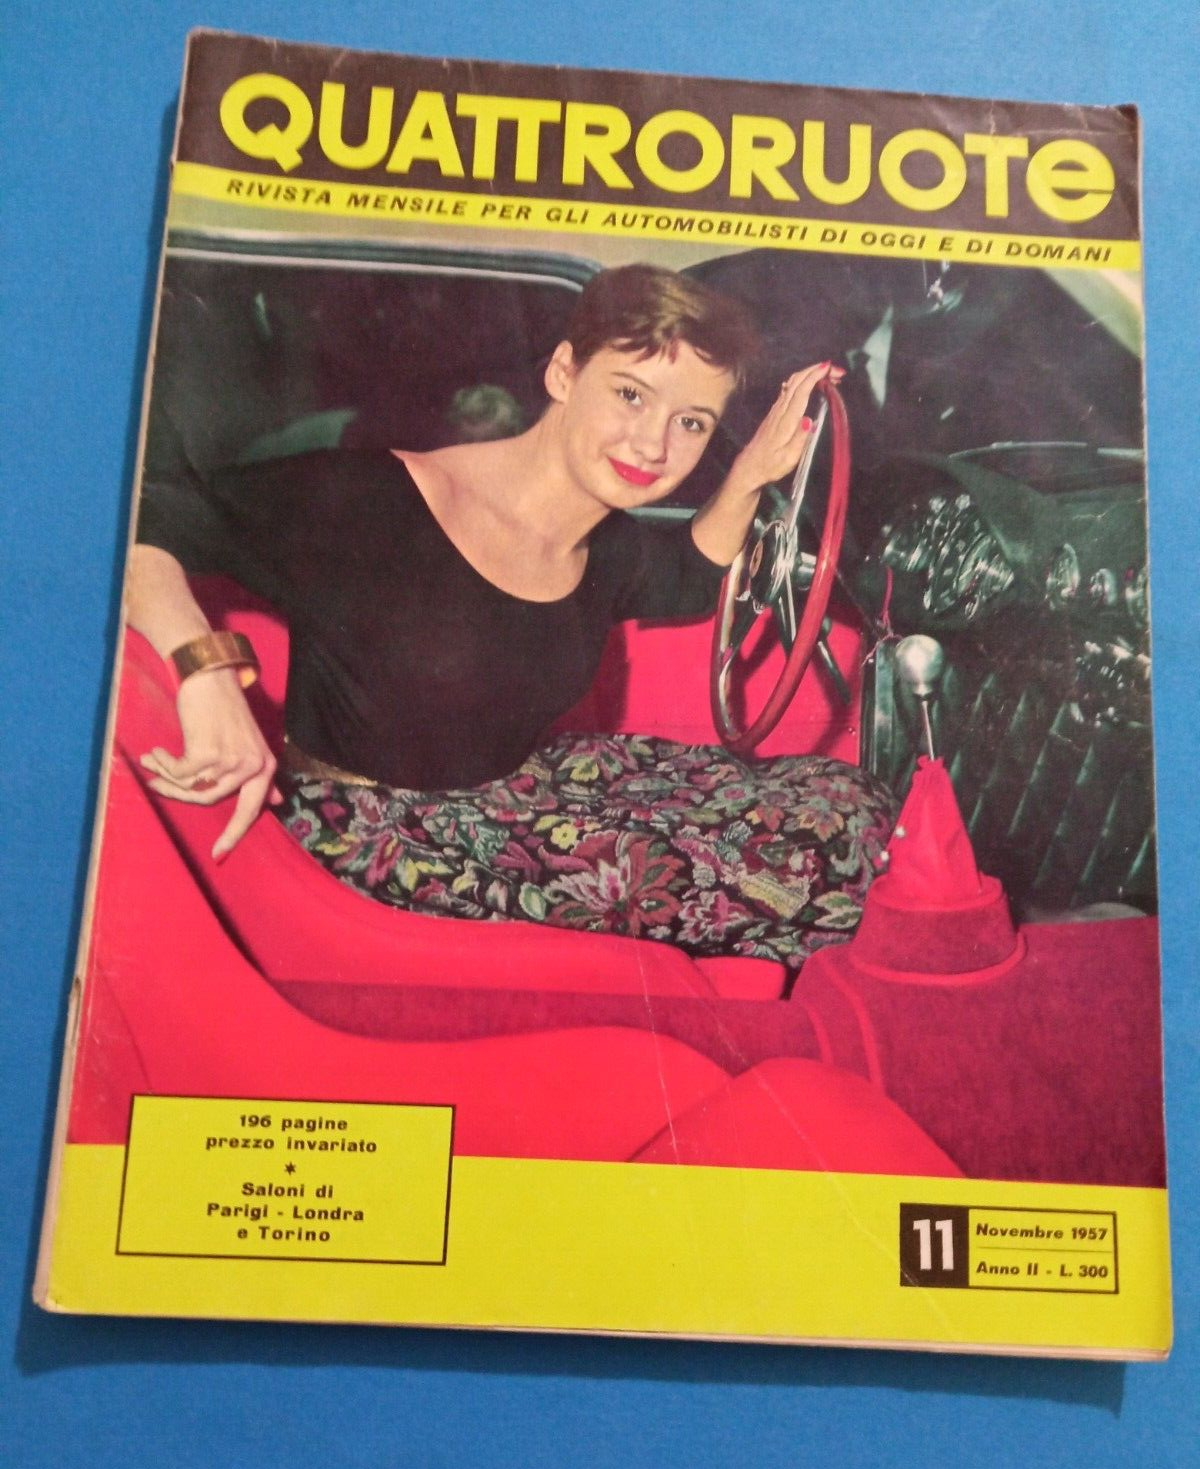 QUATTRORUOTe
RIVISTA MENSILE PER GLI AUTOMOBILISTI DI OGGI E DI DOMANI
196 pagine
prezzo invariato
*
Saloni di
Parigi - Londra
e Torino
11
Novembre 1957
Anno II - L. 300